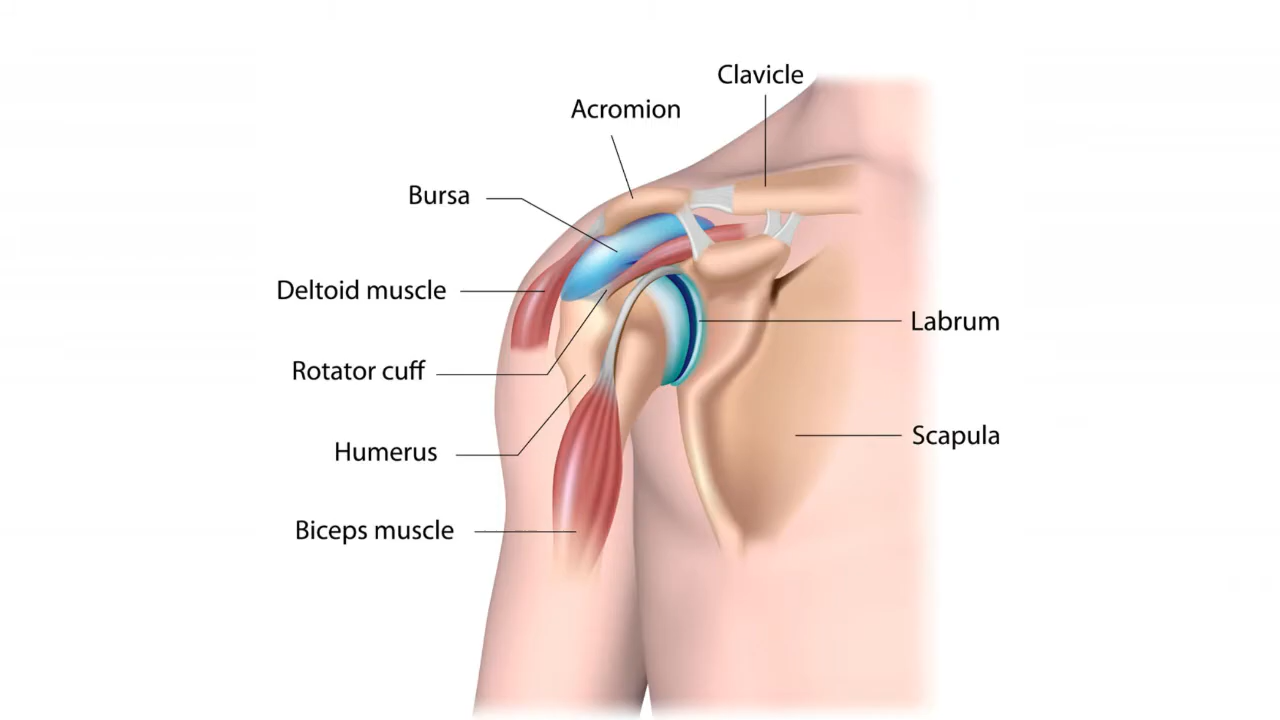 Clavicle
Acromion
Bursa
Deltoid muscle
Labrum
Rotator cuff
Scapula
Humerus
Biceps muscle